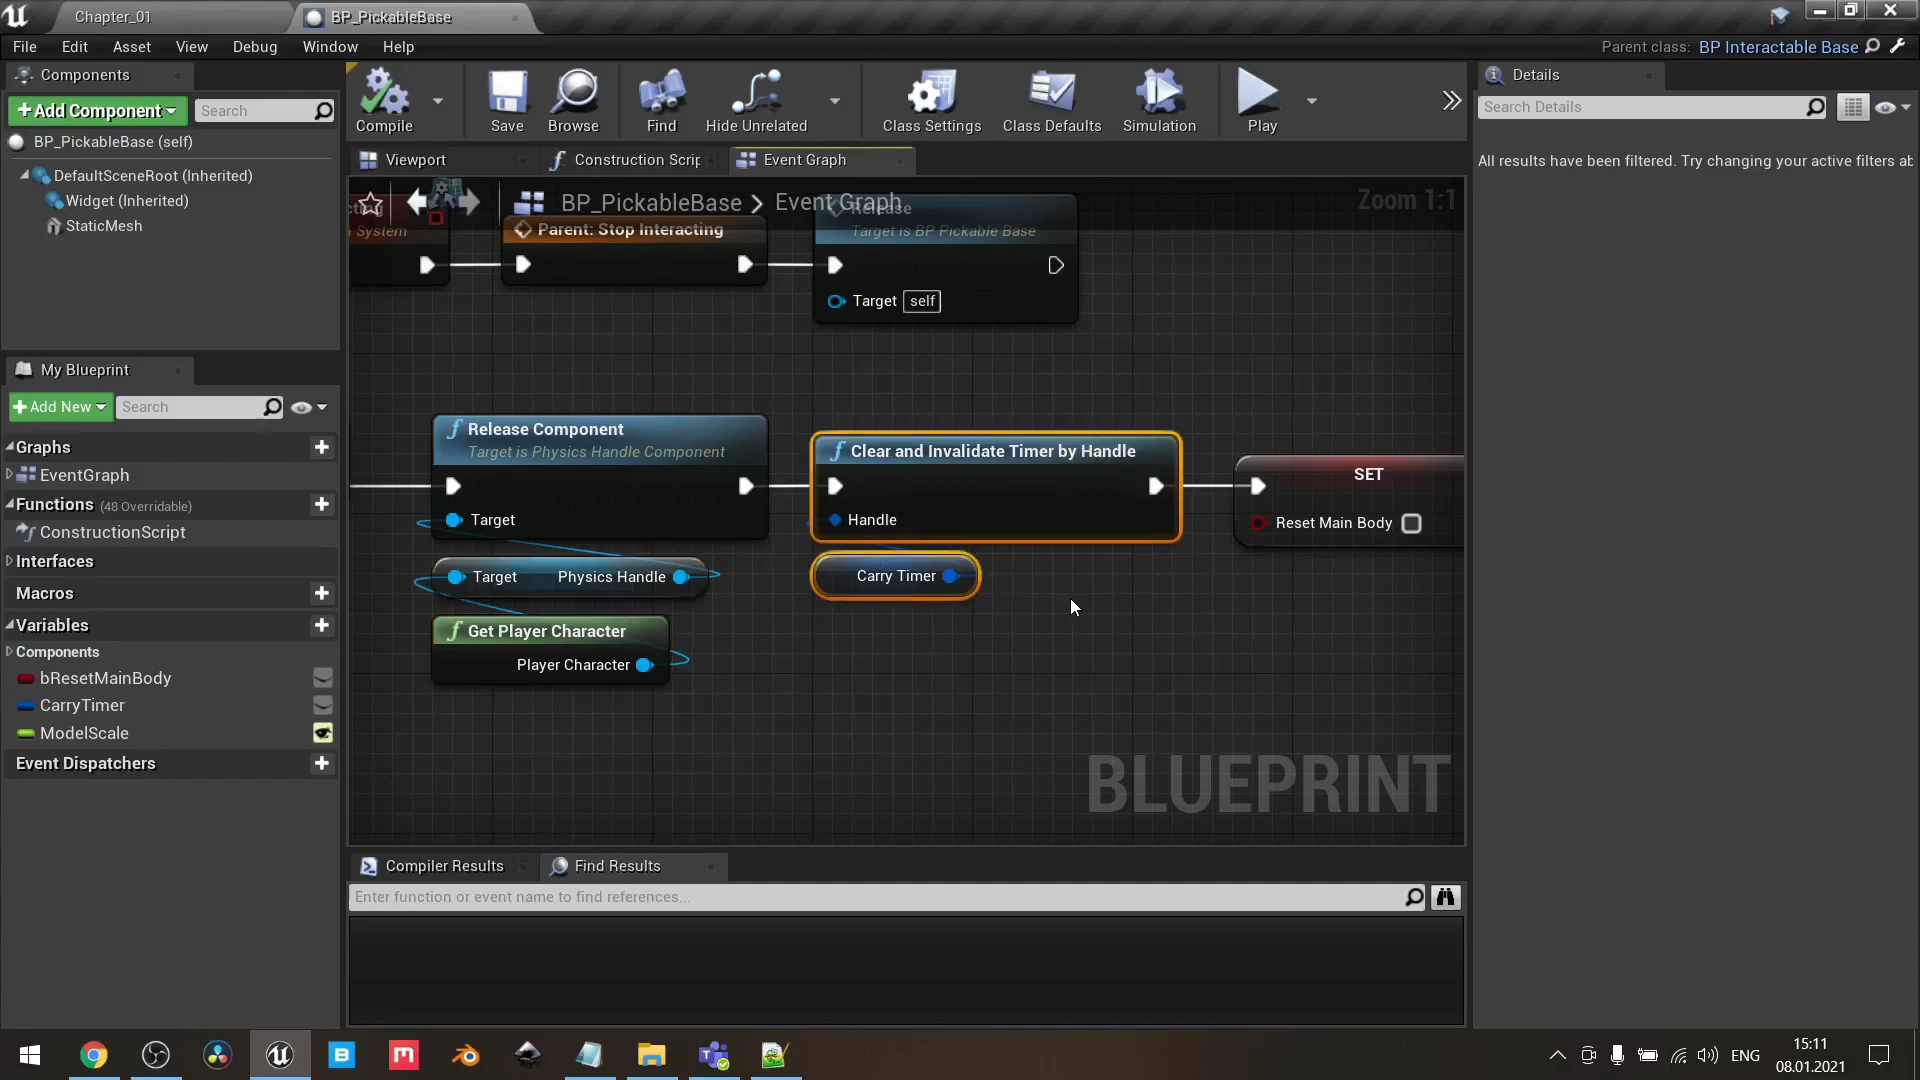 Chapter_01
BP_PickableBase
File Edit Asset View Debug Window Help
Parent class: BP Interactable Base
Components
Add Component
Search
BP_PickableBase (self)
DefaultSceneRoot (Inherited)
Widget (Inherited)
StaticMesh
Compile
Save
Browse
Find
Hide Unrelated
Class Settings
Class Defaults
Simulation
Play
Details
Search Details
All results have been filtered. Try changing your active filters ab
Viewport
Construction Scrip
Event Graph
BP_PickableBase > Event Graph
Zoom 1:1
System
Parent: Stop Interacting
Release
Target is BP Pickable Base
Target self
My Blueprint
Add New
Search
Graphs
EventGraph
Functions (48 Overridable)
ConstructionScript
Interfaces
Macros
Variables
Components
bResetMainBody
CarryTimer
ModelScale
Event Dispatchers
Release Component
Target is Physics Handle Component
Target
Target Physics Handle
Get Player Character
Player Character
Clear and Invalidate Timer by Handle
Handle
Carry Timer
SET
Reset Main Body
BLUEPRINT
Compiler Results
Find Results
Enter function or event name to find references...
ENG
15:11
08.01.2021